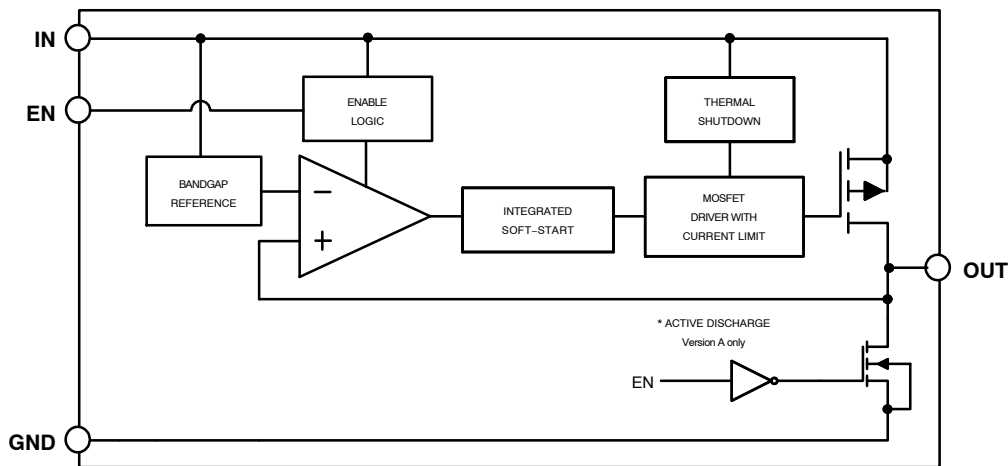 IN
EN
ENABLE
LOGIC
THERMAL
SHUTDOWN
BANDGAP
REFERENCE
−
+
INTEGRATED
SOFT−START
MOSFET
DRIVER WITH
CURRENT LIMIT
OUT
* ACTIVE DISCHARGE
Version A only
EN
GND